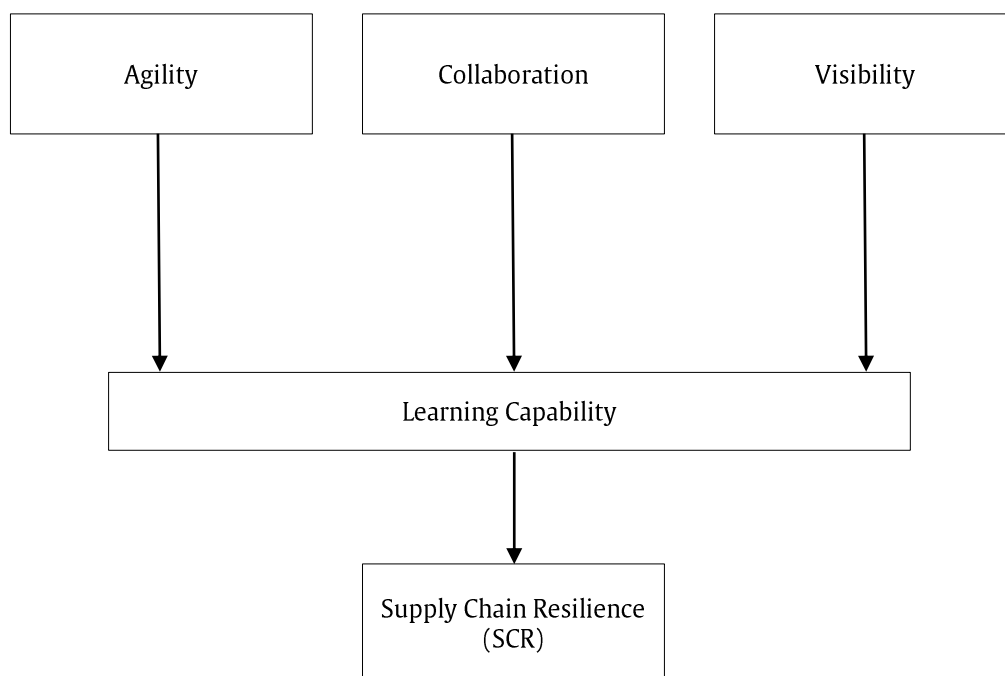 Agility
Collaboration
Visibility
Learning Capability
Supply Chain Resilience
(SCR)